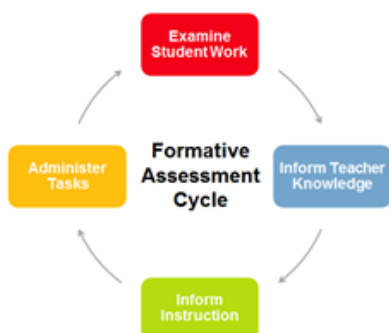 Examine
Student Work
Administer
Tasks
Formative
Assessment
Cycle
Inform Teacher
Knowledge
Inform
Instruction